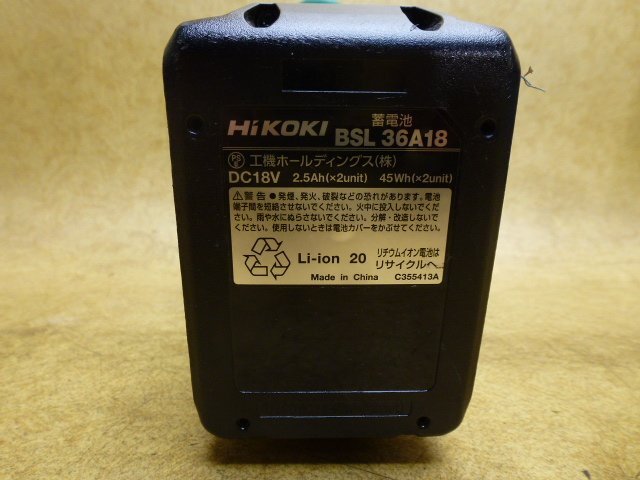 HiKOKI 蓄電池 BSL 36A18
PSE 工機ホールディングス(株)
DC18V 2.5Ah(×2unit) 45Wh(×2unit)
⚠警告 ●発煙、発火、破裂などの恐れがあります。電池
端子間を短絡させないでください。火中に投入しないでくだ
さい。雨や水にぬらさないでください。分解・改造しないで
ください。使用しないときは電池カバーをかぶせてください。
Li-ion 20 リチウムイオン電池は
リサイクルへ
Made in China C355413A